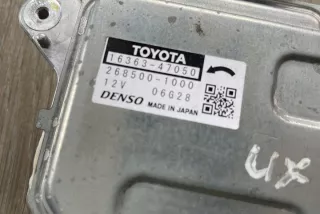 TOYOTA
16363-47050
268500-1000
12V 06G28
DENSO MADE IN JAPAN
UX